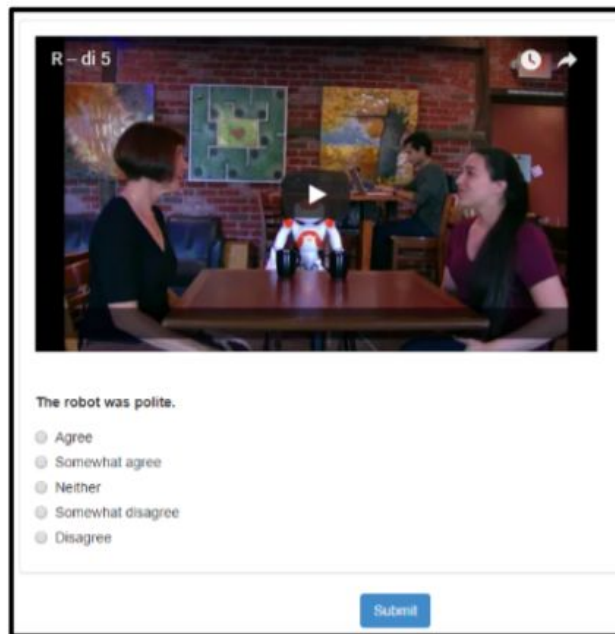 R – di 5
The robot was polite.
Agree
Somewhat agree
Neither
Somewhat disagree
Disagree
Submit